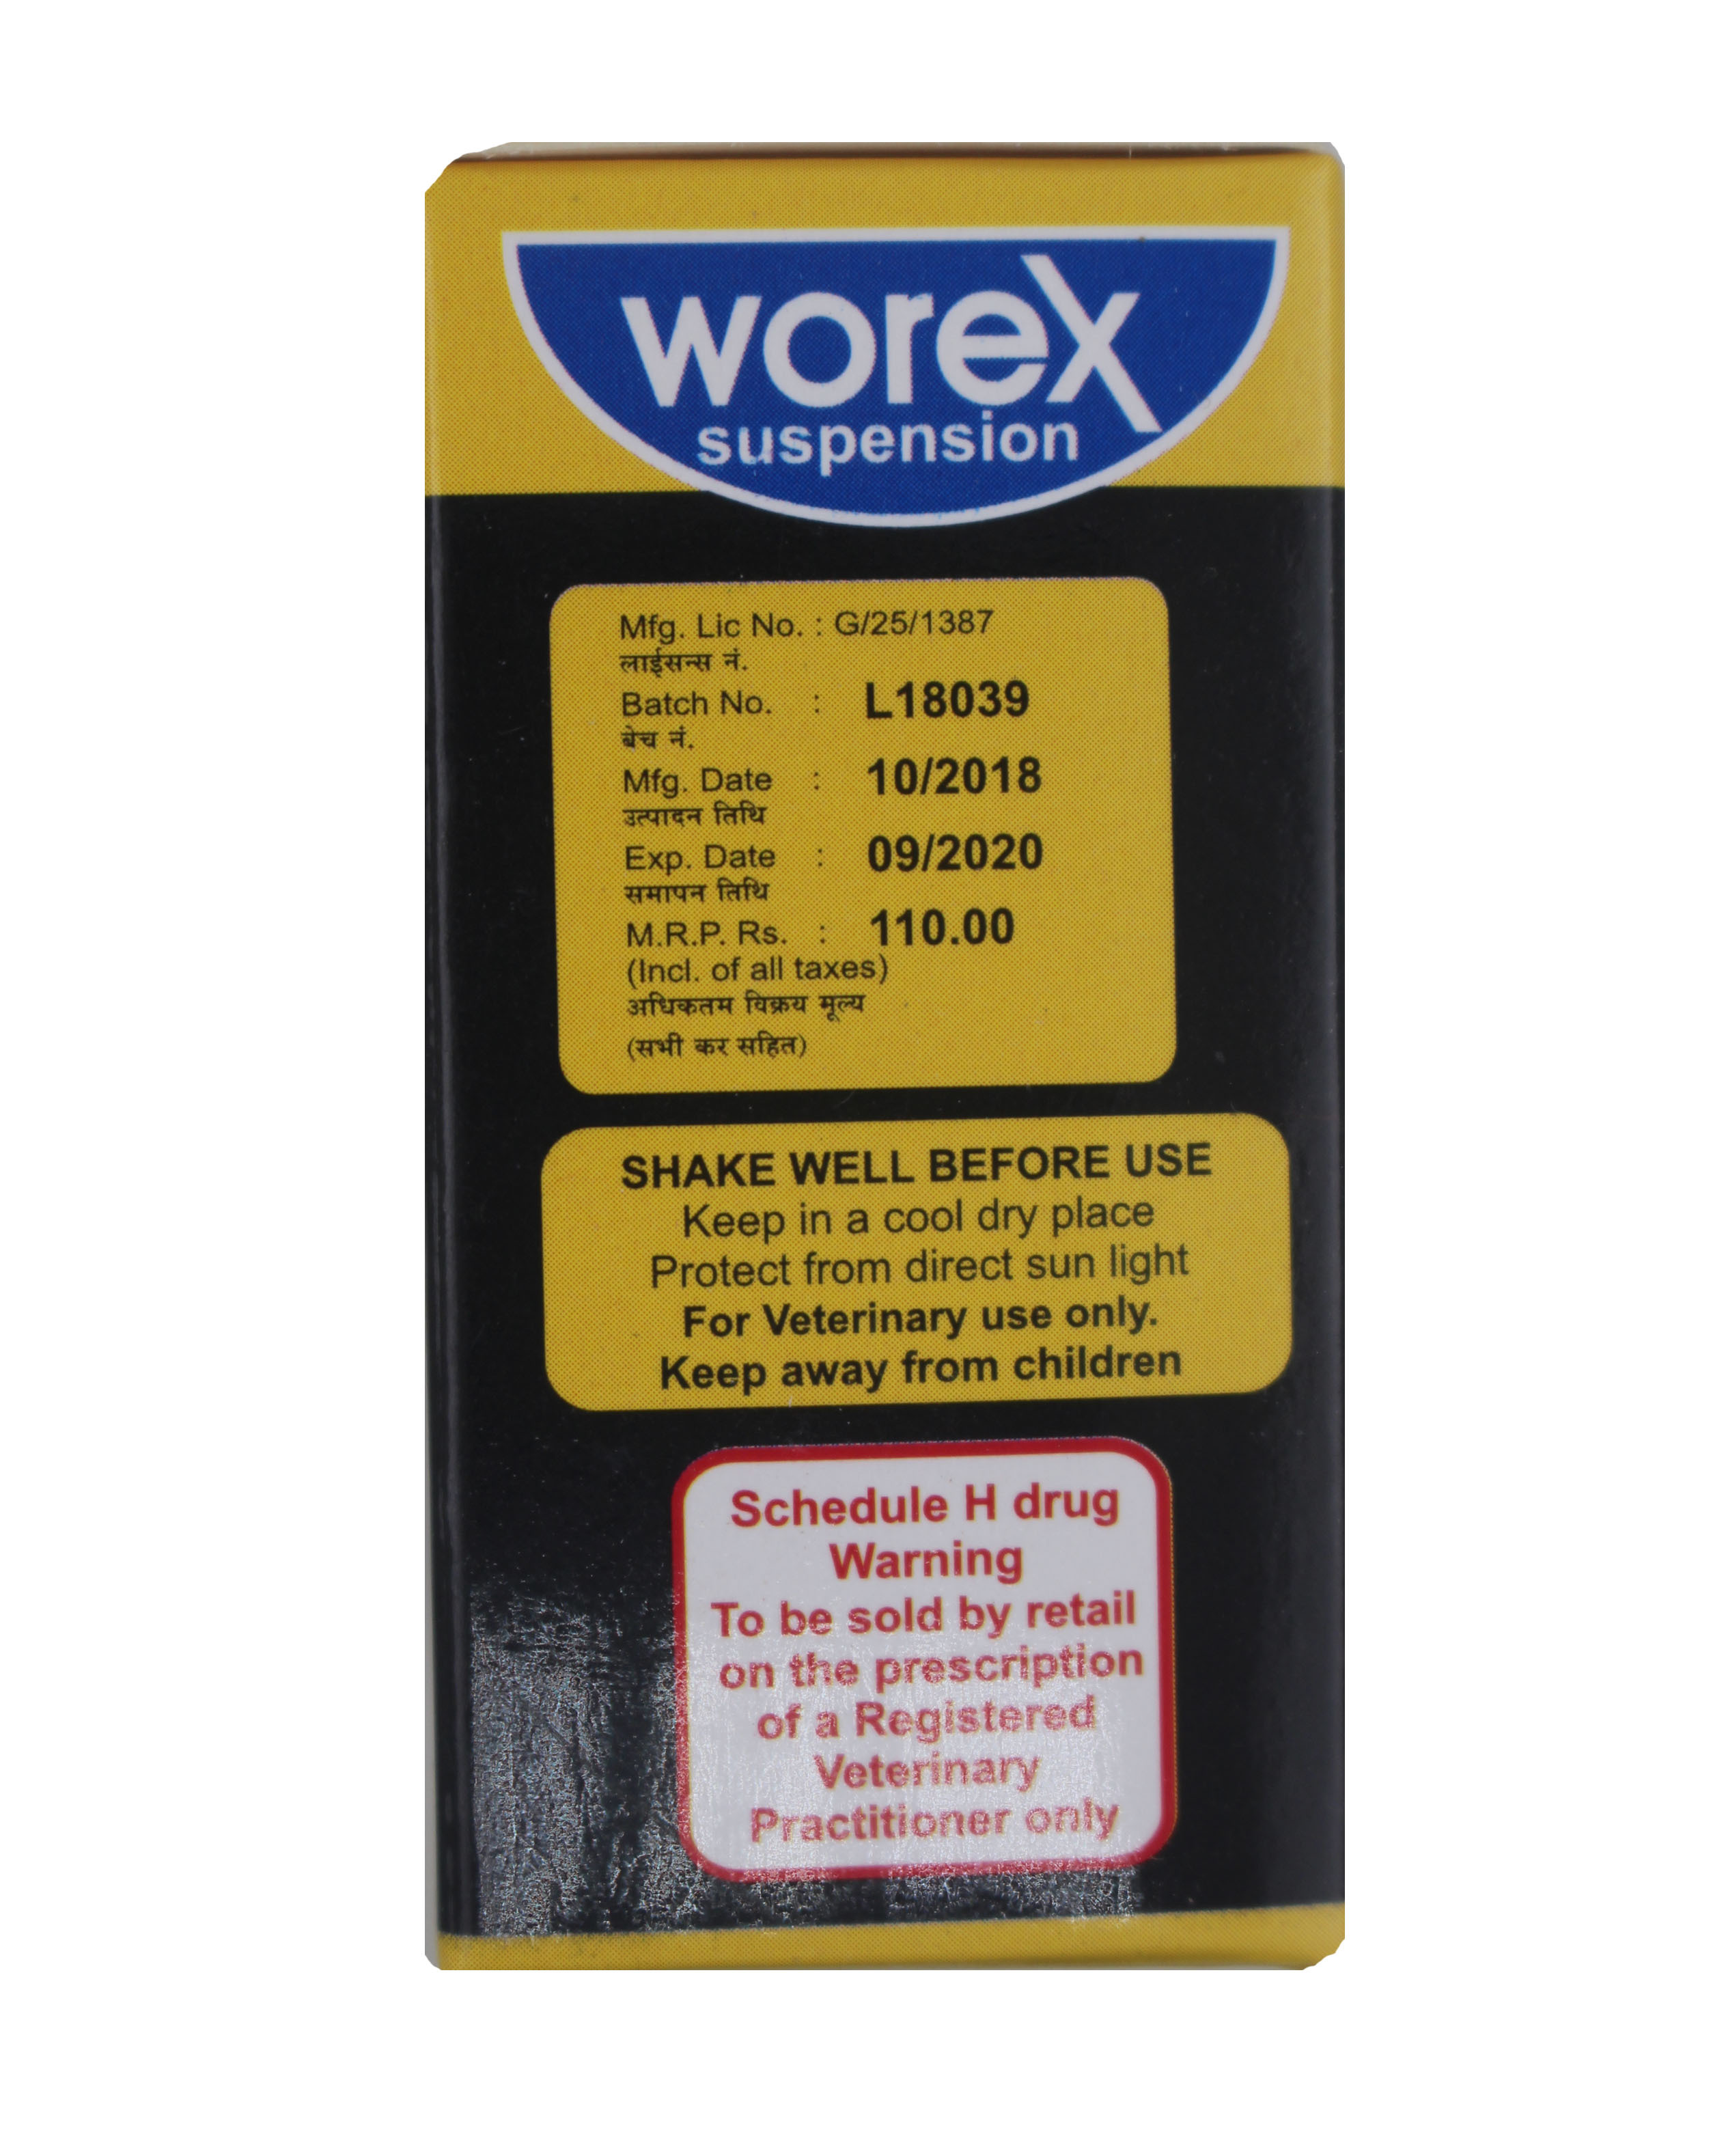 worex
suspension
Mfg. Lic No. : G/25/1387
लाईसन्स नं.
Batch No. : L18039
बेच नं.
Mfg. Date : 10/2018
उत्पादन तिथि
Exp. Date : 09/2020
समापन तिथि
M.R.P. Rs. : 110.00
(Incl. of all taxes)
अधिकतम विक्रय मूल्य
(सभी कर सहित)
SHAKE WELL BEFORE USE
Keep in a cool dry place
Protect from direct sun light
For Veterinary use only.
Keep away from children
Schedule H drug
Warning
To be sold by retail
on the prescription
of a Registered
Veterinary
Practitioner only